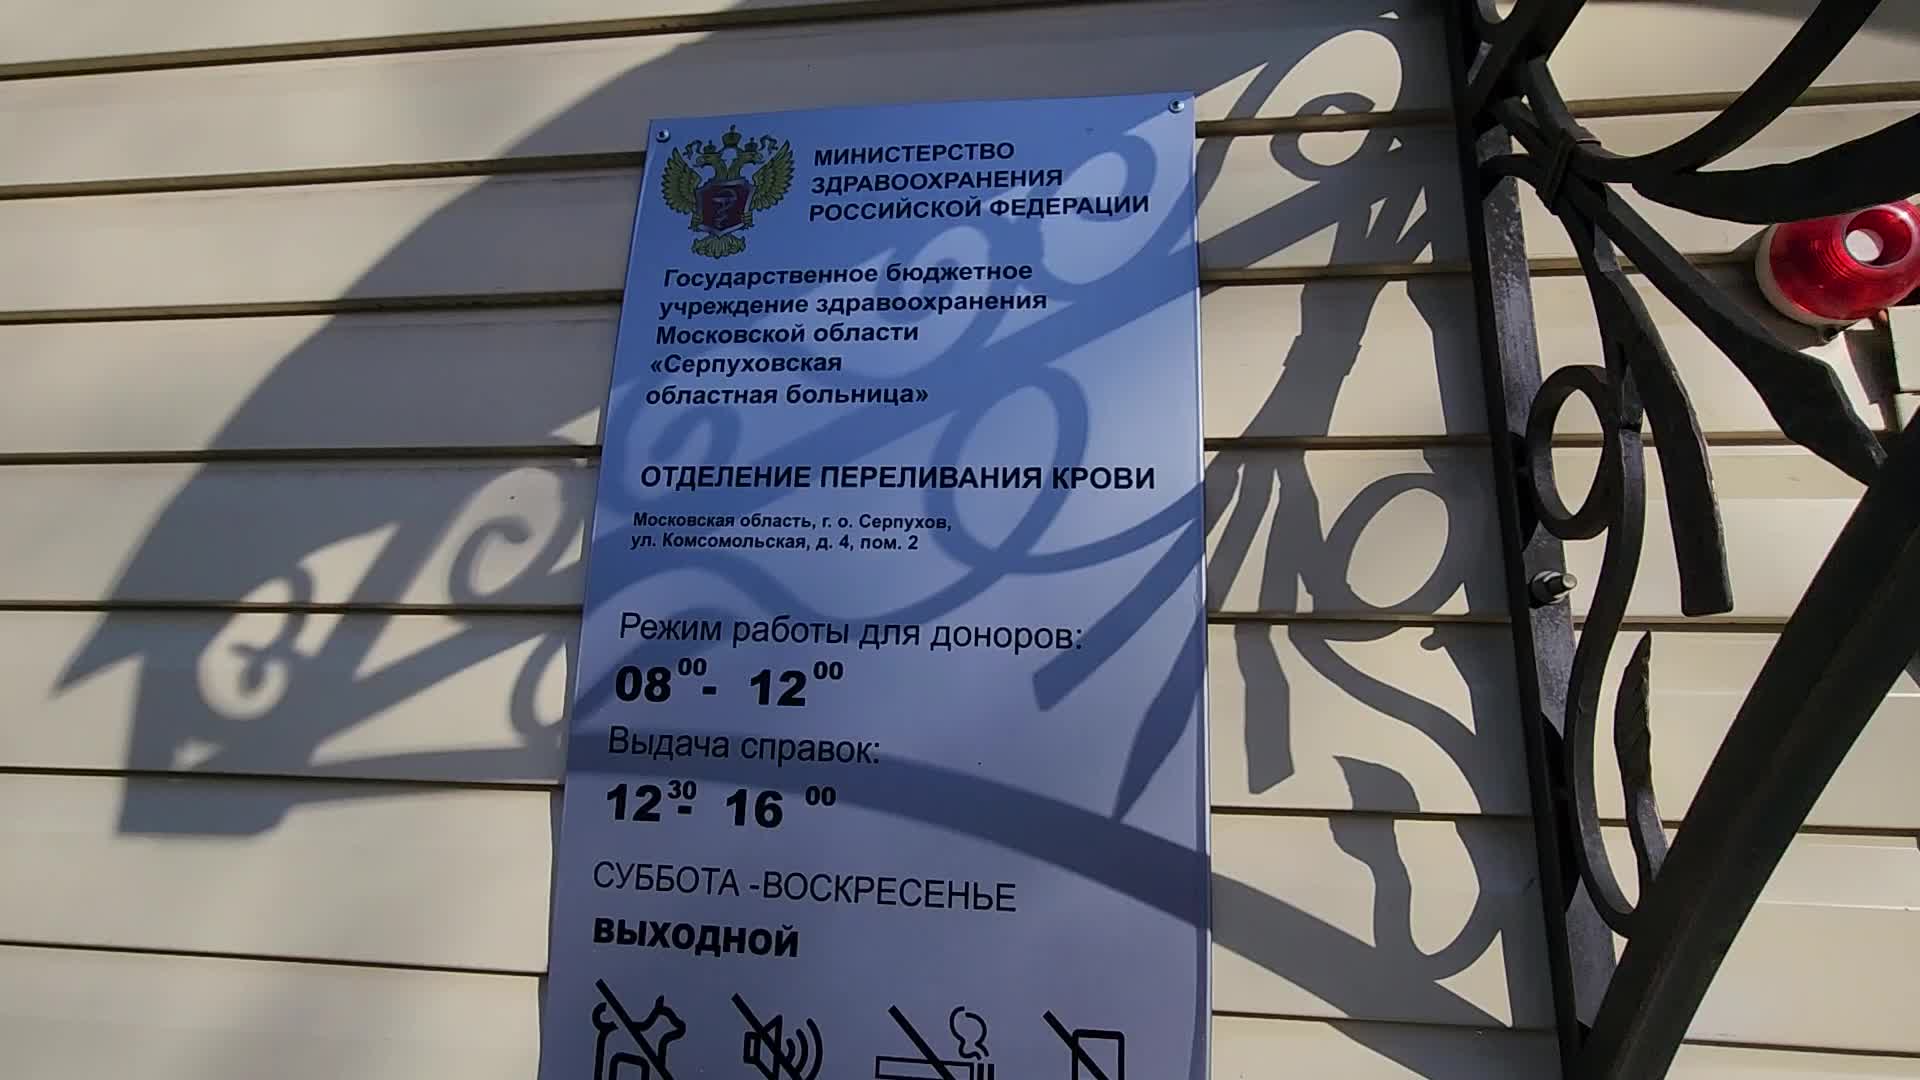 МИНИСТЕРСТВО
ЗДРАВООХРАНЕНИЯ
РОССИЙСКОЙ ФЕДЕРАЦИИ
Государственное бюджетное
учреждение здравоохранения
Московской области
«Серпуховская
областная больница»
ОТДЕЛЕНИЕ ПЕРЕЛИВАНИЯ КРОВИ
Московская область, г. о. Серпухов,
ул. Комсомольская, д. 4, пом. 2
Режим работы для доноров:
08 00 - 12 00
Выдача справок:
12 30 - 16 00
СУББОТА -ВОСКРЕСЕНЬЕ
ВЫХОДНОЙ